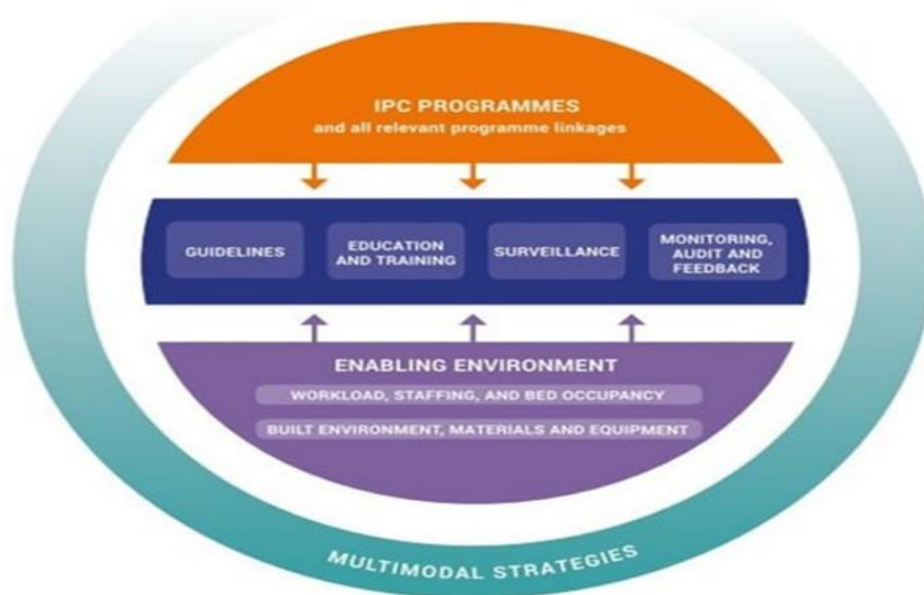 IPC PROGRAMMES
and all relevant programme linkages
GUIDELINES
EDUCATION
AND TRAINING
SURVEILLANCE
MONITORING,
AUDIT AND
FEEDBACK
ENABLING ENVIRONMENT
WORKLOAD, STAFFING, AND BED OCCUPANCY
BUILT ENVIRONMENT, MATERIALS AND EQUIPMENT
MULTIMODAL STRATEGIES